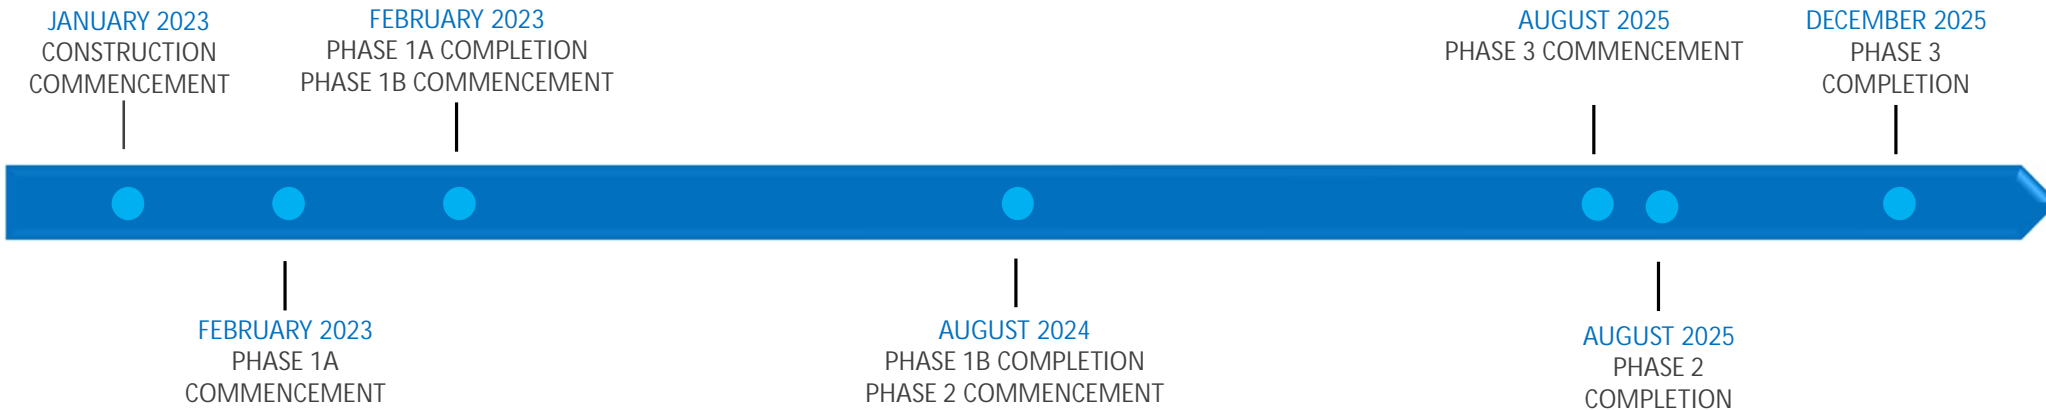 JANUARY 2023
CONSTRUCTION
COMMENCEMENT
FEBRUARY 2023
PHASE 1A COMPLETION
PHASE 1B COMMENCEMENT
AUGUST 2025
PHASE 3 COMMENCEMENT
DECEMBER 2025
PHASE 3
COMPLETION
FEBRUARY 2023
PHASE 1A
COMMENCEMENT
AUGUST 2024
PHASE 1B COMPLETION
PHASE 2 COMMENCEMENT
AUGUST 2025
PHASE 2
COMPLETION